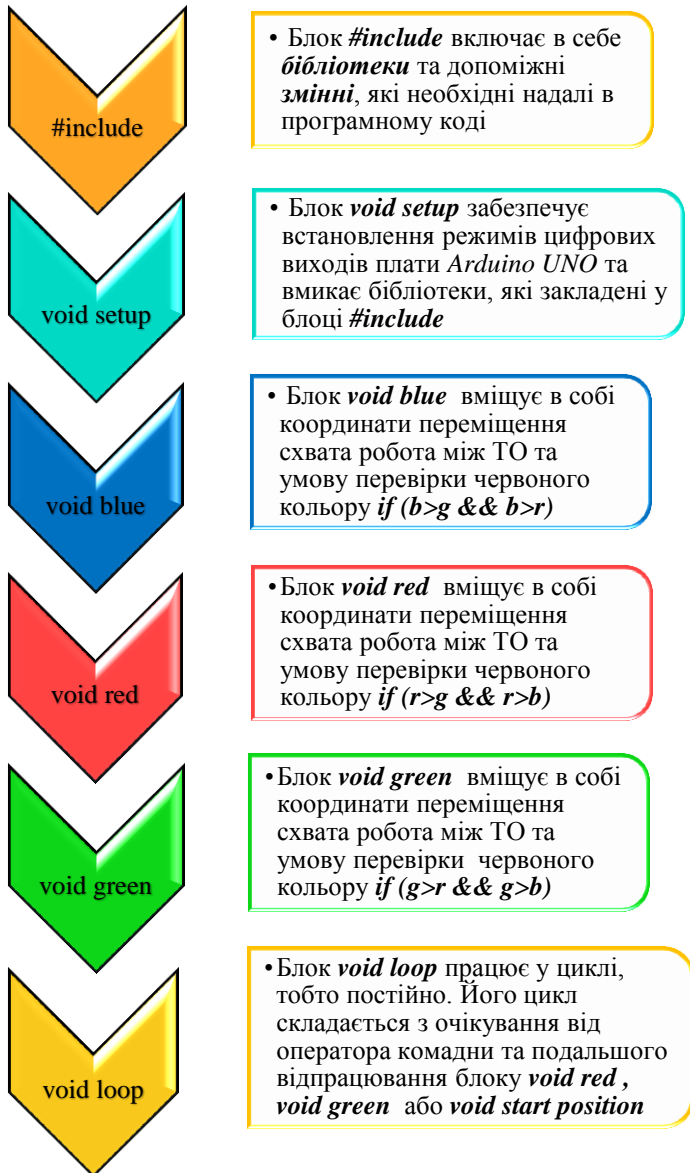 #include
• Блок #include включає в себе
бібліотеки та допоміжні
змінні, які необхідні надалі в
програмному коді
void setup
• Блок void setup забезпечує
встановлення режимів цифрових
виходів плати Arduino UNO та
вмикає бібліотеки, які закладені у
блоці #include
void blue
• Блок void blue вміщує в собі
координати переміщення
схвата робота між ТО та
умову перевірки червоного
кольору if (b>g && b>r)
void red
•Блок void red вміщує в собі
координати переміщення
схвата робота між ТО та
умову перевірки червоного
кольору if (r>g && r>b)
void green
•Блок void green вміщує в собі
координати переміщення
схвата робота між ТО та
умову перевірки червоного
кольору if (g>r && g>b)
void loop
•Блок void loop працює у циклі,
тобто постійно. Його цикл
складається з очікування від
оператора комадни та подальшого
відпрацювання блоку void red ,
void green або void start position